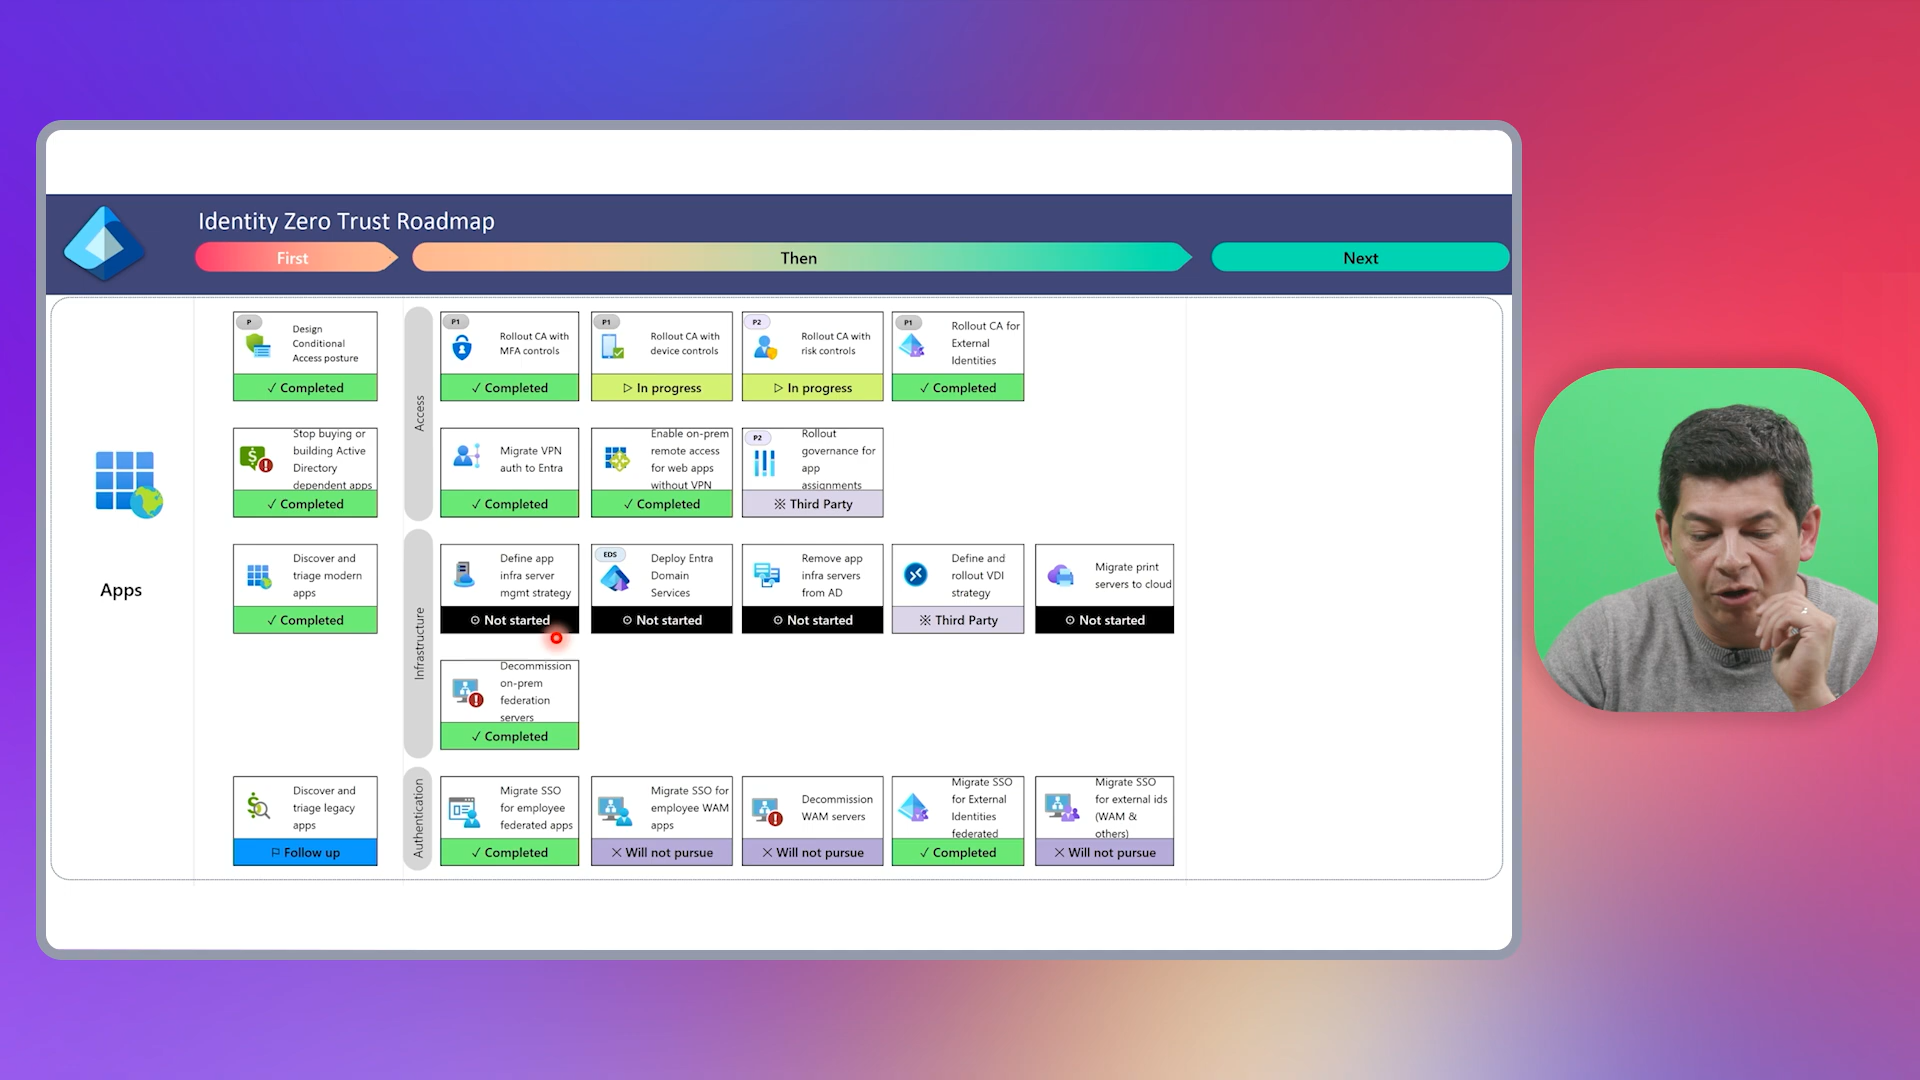 Identity Zero Trust Roadmap
First
Then
Next
Apps
Access
Infrastructure
Authentication
P
Design
Conditional
Access posture
✓ Completed
P1
Rollout CA with
MFA controls
✓ Completed
P1
Rollout CA with
device controls
▷ In progress
P2
Rollout CA with
risk controls
▷ In progress
P1
Rollout CA for
External
Identities
✓ Completed
Stop buying or
building Active
Directory
dependent apps
✓ Completed
Migrate VPN
auth to Entra
✓ Completed
Enable on-prem
remote access
for web apps
without VPN
✓ Completed
P2
Rollout
governance for
app
assignments
※ Third Party
Discover and
triage modern
apps
✓ Completed
Define app
infra server
mgmt strategy
⊙ Not started
EDS
Deploy Entra
Domain
Services
⊙ Not started
Remove app
infra servers
from AD
⊙ Not started
Define and
rollout VDI
strategy
※ Third Party
Migrate print
servers to cloud
⊙ Not started
Decommission
on-prem
federation
servers
✓ Completed
Discover and
triage legacy
apps
⚐ Follow up
Migrate SSO
for employee
federated apps
✓ Completed
Migrate SSO for
employee WAM
apps
✕ Will not pursue
Decommission
WAM servers
✕ Will not pursue
Migrate SSO
for External
Identities
federated
✓ Completed
Migrate SSO
for external ids
(WAM &
others)
✕ Will not pursue